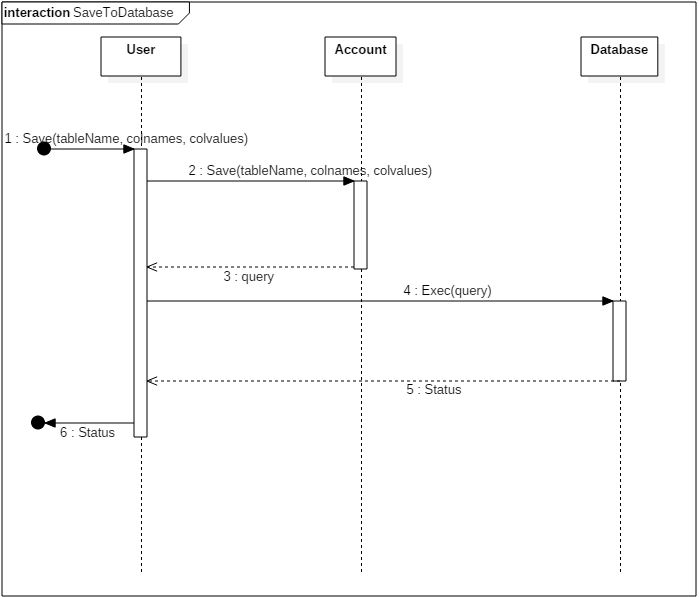 interaction SaveToDatabase
User
Account
Database
1 : Save(tableName, colnames, colvalues)
2 : Save(tableName, colnames, colvalues)
3 : query
4 : Exec(query)
5 : Status
6 : Status